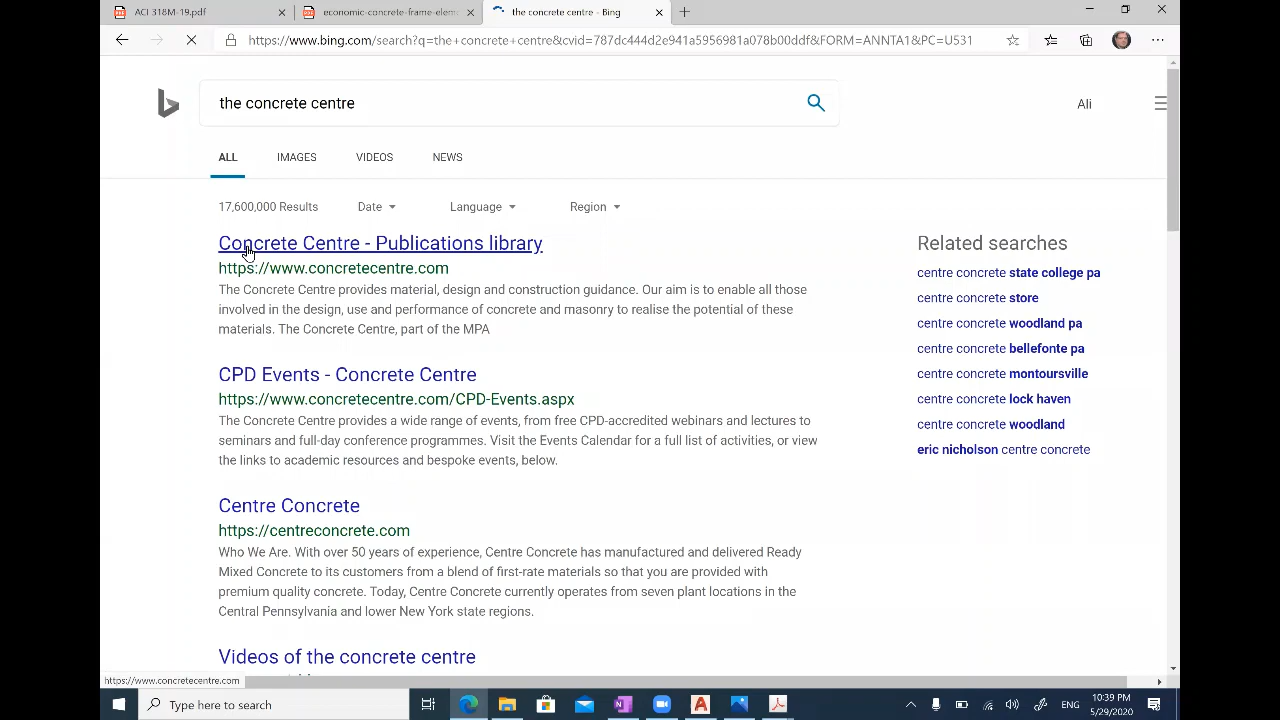 ACI 318M-19.pdf
economic-concrete-frame-elem
the concrete centre - Bing
https://www.bing.com/search?q=the+concrete+centre&cvid=787dc444d2e941a5956981a078b00ddf&FORM=ANNTA1&PC=U531
the concrete centre
Ali
ALL IMAGES VIDEOS NEWS
17,600,000 Results Date Language Region
Concrete Centre - Publications library
https://www.concretecentre.com
The Concrete Centre provides material, design and construction guidance. Our aim is to enable all those
involved in the design, use and performance of concrete and masonry to realise the potential of these
materials. The Concrete Centre, part of the MPA
CPD Events - Concrete Centre
https://www.concretecentre.com/CPD-Events.aspx
The Concrete Centre provides a wide range of events, from free CPD-accredited webinars and lectures to
seminars and full-day conference programmes. Visit the Events Calendar for a full list of activities, or view
the links to academic resources and bespoke events, below.
Centre Concrete
https://centreconcrete.com
Who We Are. With over 50 years of experience, Centre Concrete has manufactured and delivered Ready
Mixed Concrete to its customers from a blend of first-rate materials so that you are provided with
premium quality concrete. Today, Centre Concrete currently operates from seven plant locations in the
Central Pennsylvania and lower New York state regions.
Videos of the concrete centre
Related searches
centre concrete state college pa
centre concrete store
centre concrete woodland pa
centre concrete bellefonte pa
centre concrete montoursville
centre concrete lock haven
centre concrete woodland
eric nicholson centre concrete
https://www.concretecentre.com
Type here to search
ENG
10:39 PM
5/29/2020